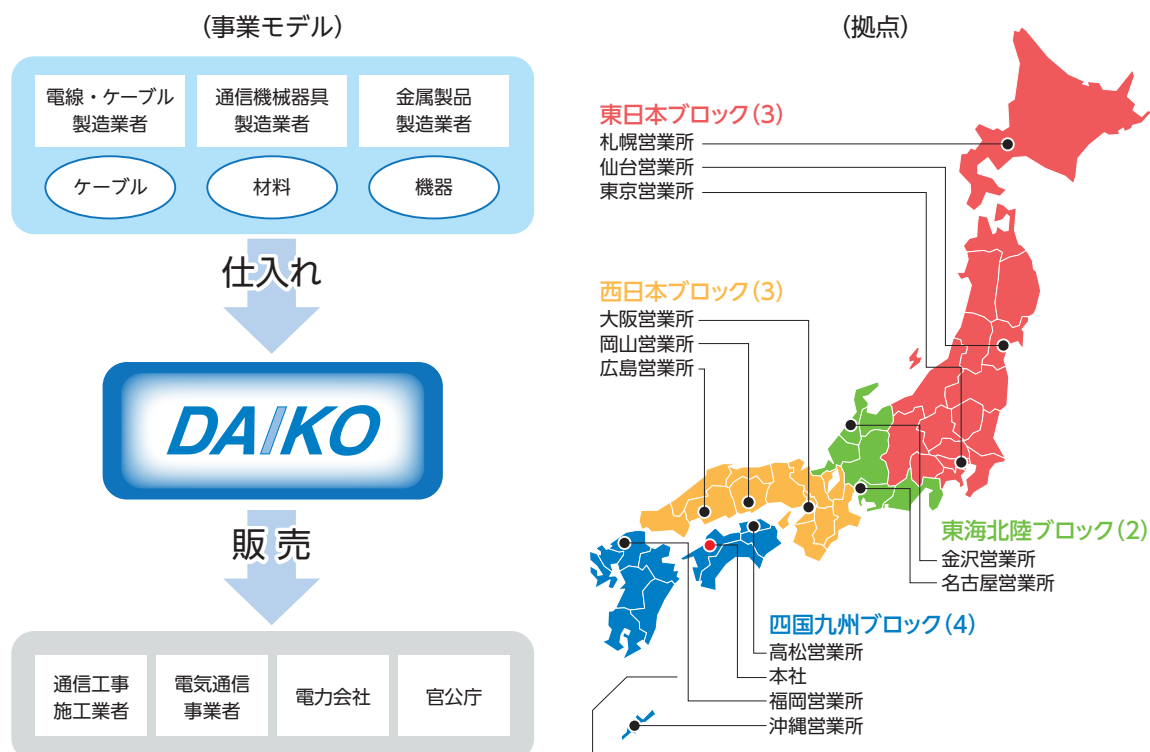 (事業モデル)
電線・ケーブル
製造業者
通信機械器具
製造業者
金属製品
製造業者
ケーブル
材料
機器
仕入れ
DAIKO
販売
通信工事
施工業者
電気通信
事業者
電力会社
官公庁
(拠点)
東日本ブロック(3)
札幌営業所
仙台営業所
東京営業所
西日本ブロック(3)
大阪営業所
岡山営業所
広島営業所
東海北陸ブロック(2)
金沢営業所
名古屋営業所
四国九州ブロック(4)
高松営業所
本社
福岡営業所
沖縄営業所